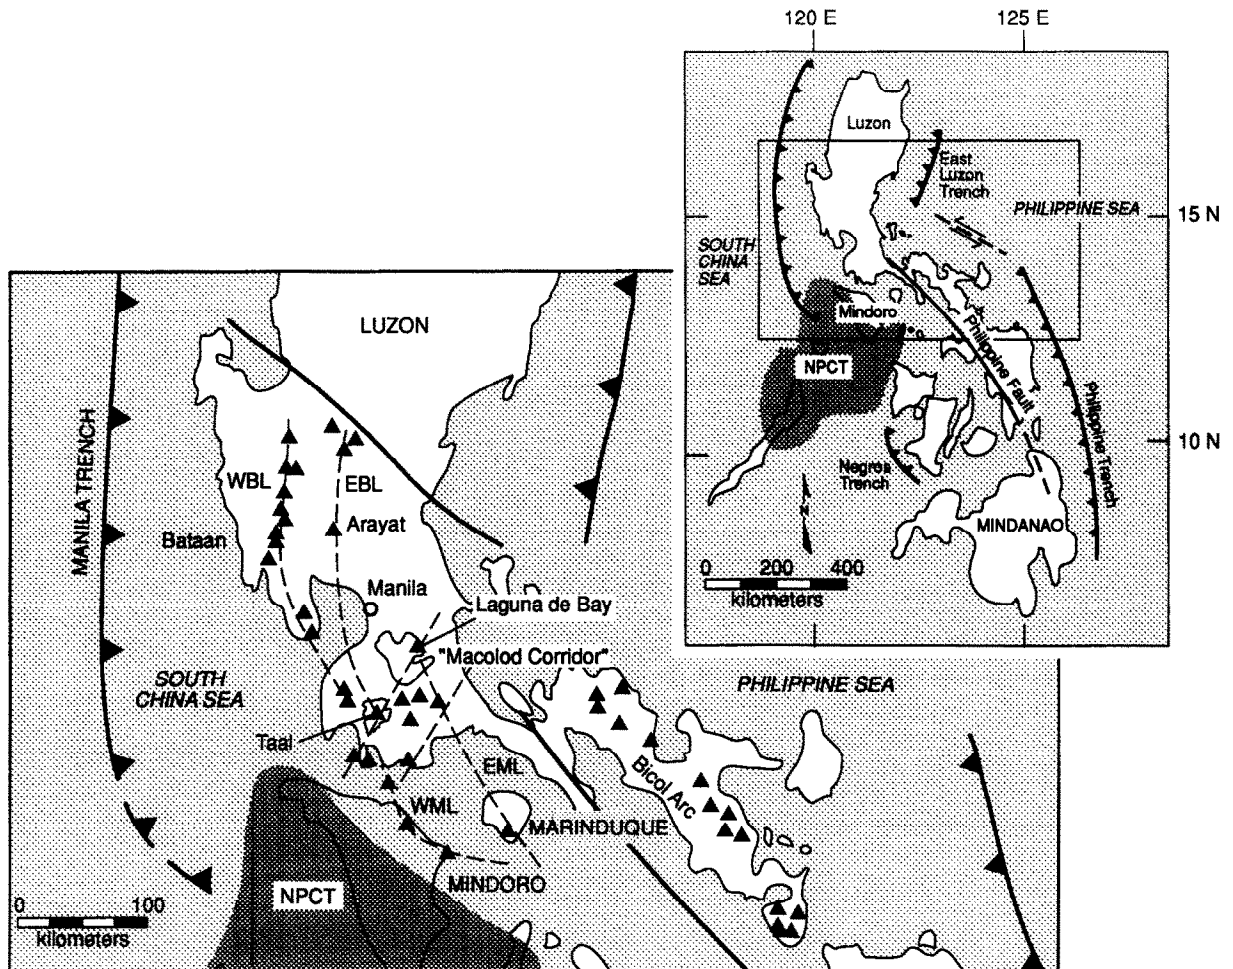 120 E
125 E
Luzon
East
Luzon
Trench
PHILIPPINE SEA
15 N
SOUTH
CHINA
SEA
Mindoro
NPCT
Philippine Fault
Philippine Trench
10 N
Negros
Trench
N
MINDANAO
0 200 400
kilometers
LUZON
MANILA TRENCH
WBL
EBL
Bataan
Arayat
Manila
Laguna de Bay
"Macolod Corridor"
SOUTH
CHINA SEA
PHILIPPINE SEA
Taal
EML
Bicol Arc
WML
MARINDUQUE
MINDORO
NPCT
0 100
kilometers